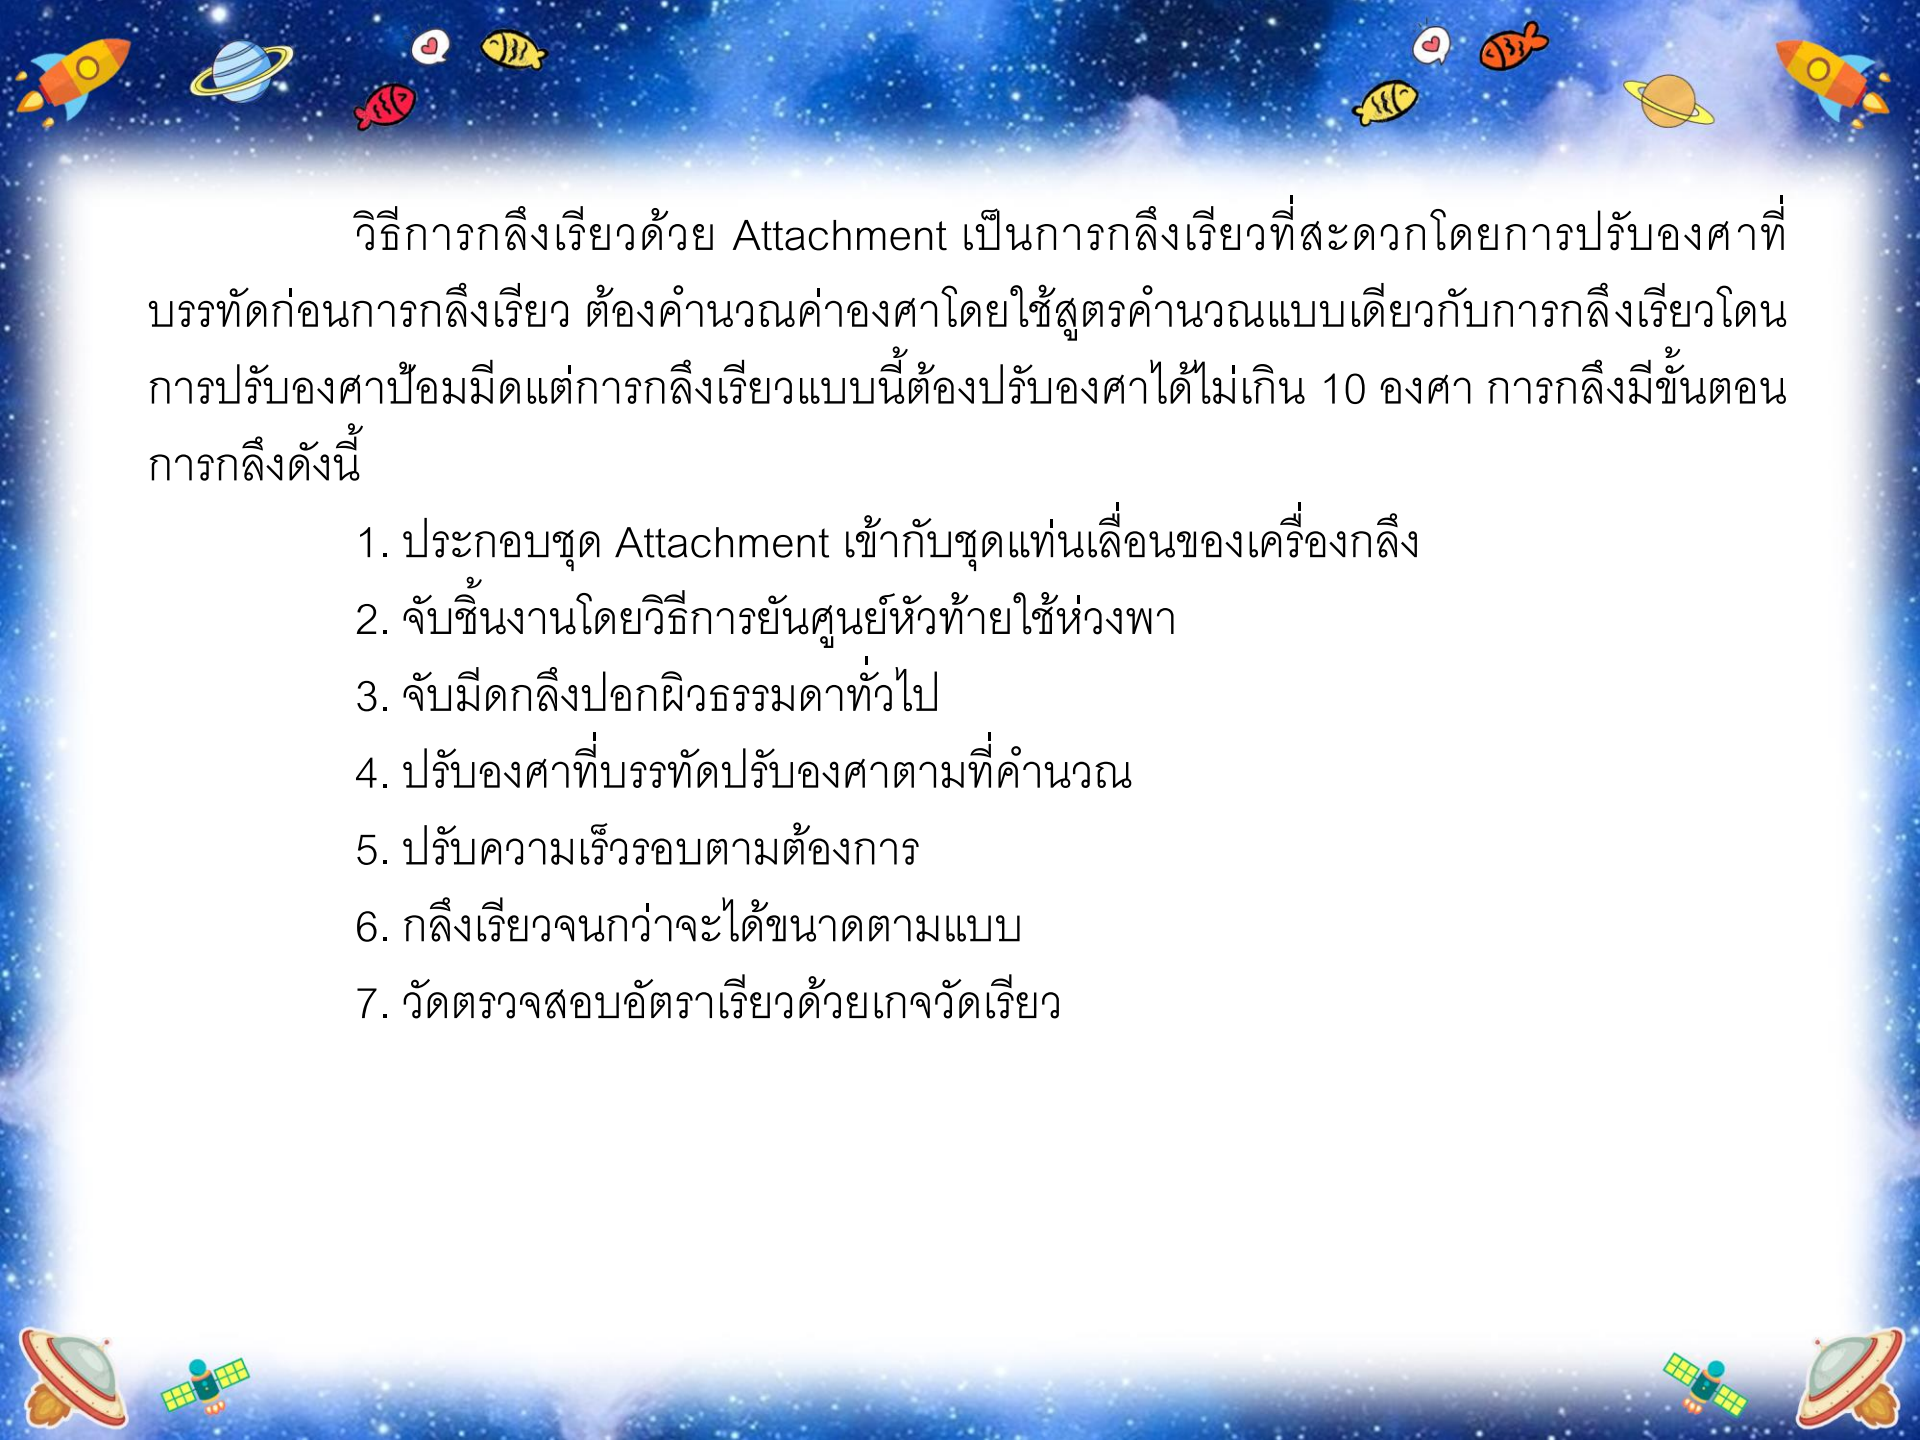 วิธีการกลึงเรียวด้วย Attachment เป็นการกลึงเรียวที่สะดวกโดยการปรับองศาที่
บรรทัดก่อนการกลึงเรียว ต้องคำนวณค่าองศาโดยใช้สูตรคำนวณแบบเดียวกับการกลึงเรียวโดน
การปรับองศาป้อมมีดแต่การกลึงเรียวแบบนี้ต้องปรับองศาได้ไม่เกิน 10 องศา การกลึงมีขั้นตอน
การกลึงดังนี้
1. ประกอบชุด Attachment เข้ากับชุดแท่นเลื่อนของเครื่องกลึง
2. จับชิ้นงานโดยวิธีการยันศูนย์หัวท้ายใช้ห่วงพา
3. จับมีดกลึงปอกผิวธรรมดาทั่วไป
4. ปรับองศาที่บรรทัดปรับองศาตามที่คำนวณ
5. ปรับความเร็วรอบตามต้องการ
6. กลึงเรียวจนกว่าจะได้ขนาดตามแบบ
7. วัดตรวจสอบอัตราเรียวด้วยเกจวัดเรียว